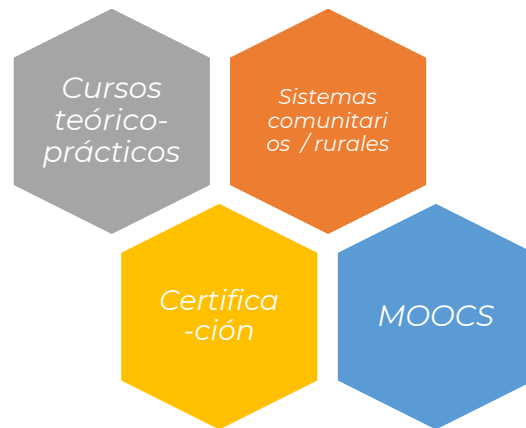 Cursos
teórico-
prácticos
Sistemas
comunitari
os / rurales
Certifica
-ción
MOOCS